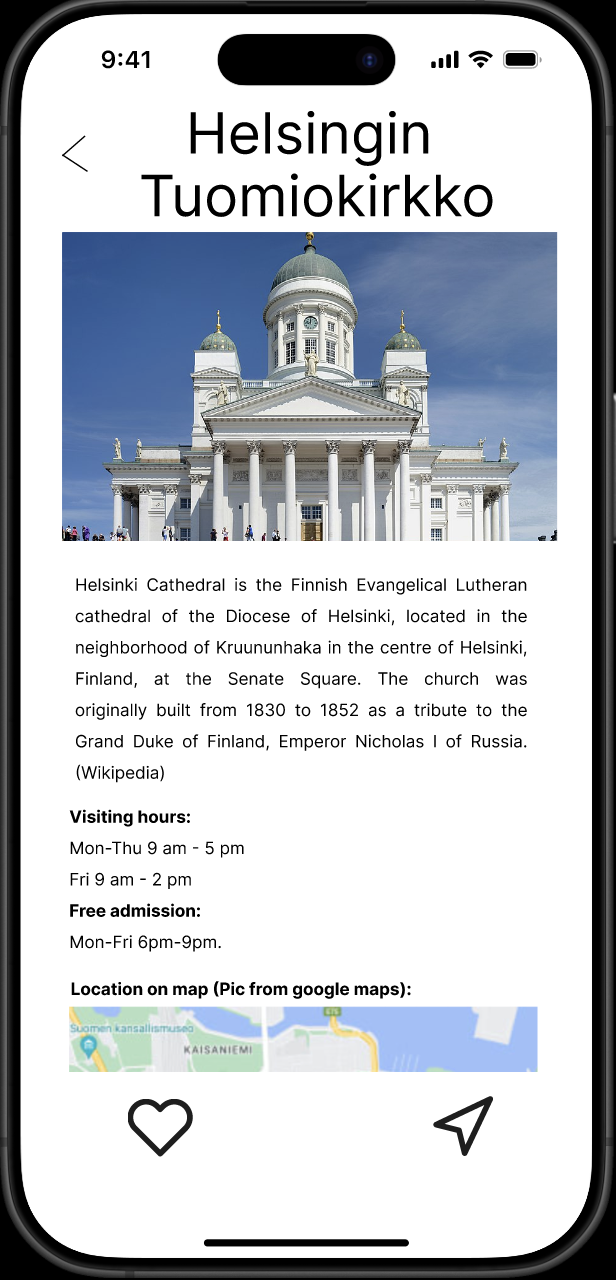 9:41
Helsingin
Tuomiokirkko
Helsinki Cathedral is the Finnish Evangelical Lutheran
cathedral of the Diocese of Helsinki, located in the
neighborhood of Kruununhaka in the centre of Helsinki,
Finland, at the Senate Square. The church was
originally built from 1830 to 1852 as a tribute to the
Grand Duke of Finland, Emperor Nicholas I of Russia.
(Wikipedia)
Visiting hours:
Mon-Thu 9 am - 5 pm
Fri 9 am - 2 pm
Free admission:
Mon-Fri 6pm-9pm.
Location on map (Pic from google maps):
Suomen kansallismuseo
KAISANIEMI